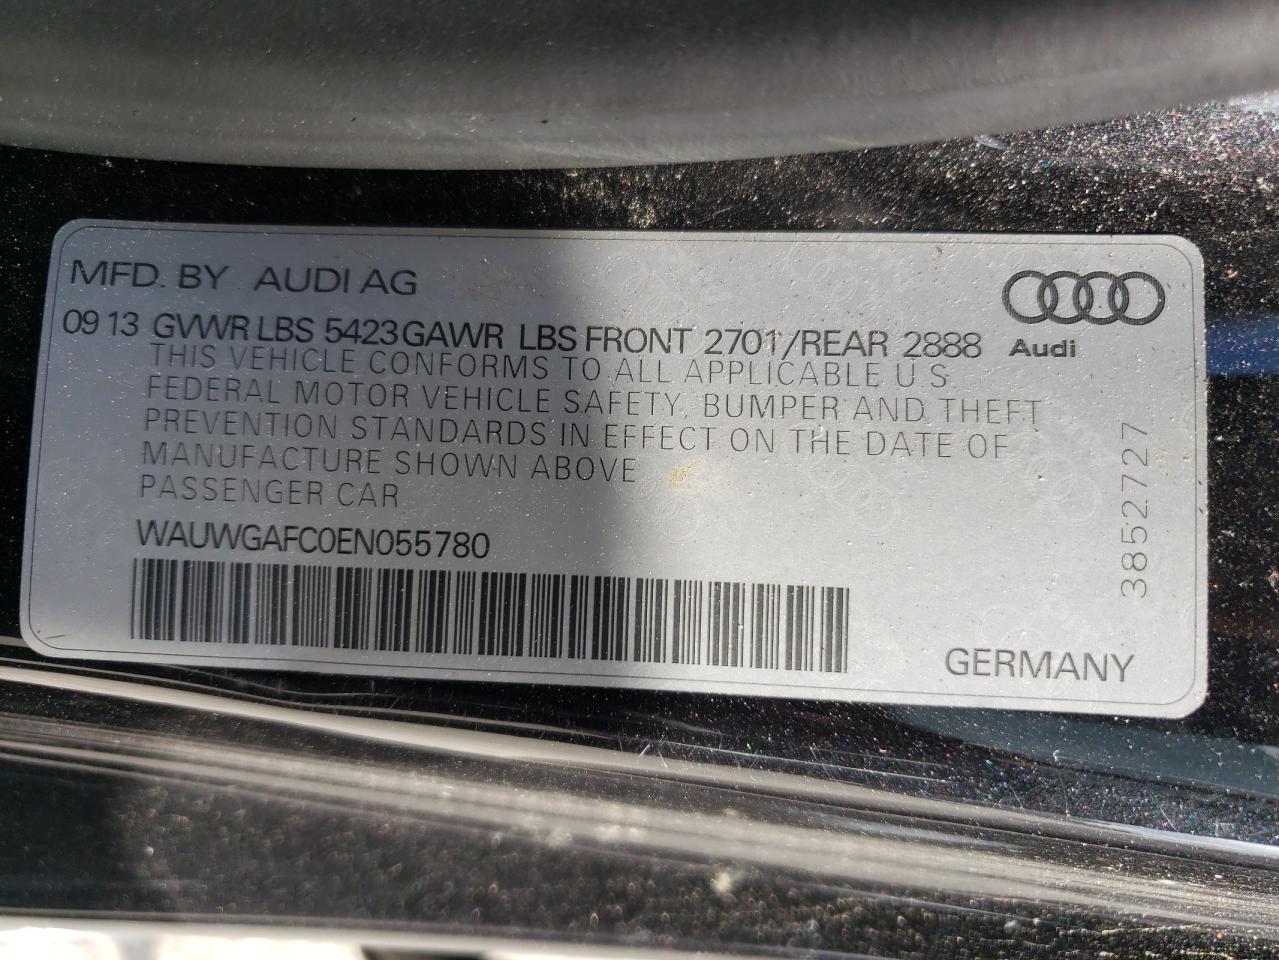 MFD. BY AUDI AG
09 13 GVWR LBS 5423 GAWR LBS FRONT 2701/REAR 2888
Audi
THIS VEHICLE CONFORMS TO ALL APPLICABLE U.S.
FEDERAL MOTOR VEHICLE SAFETY, BUMPER AND THEFT
PREVENTION STANDARDS IN EFFECT ON THE DATE OF
MANUFACTURE SHOWN ABOVE
PASSENGER CAR
WAUWGAFC0EN055780
3852727
GERMANY